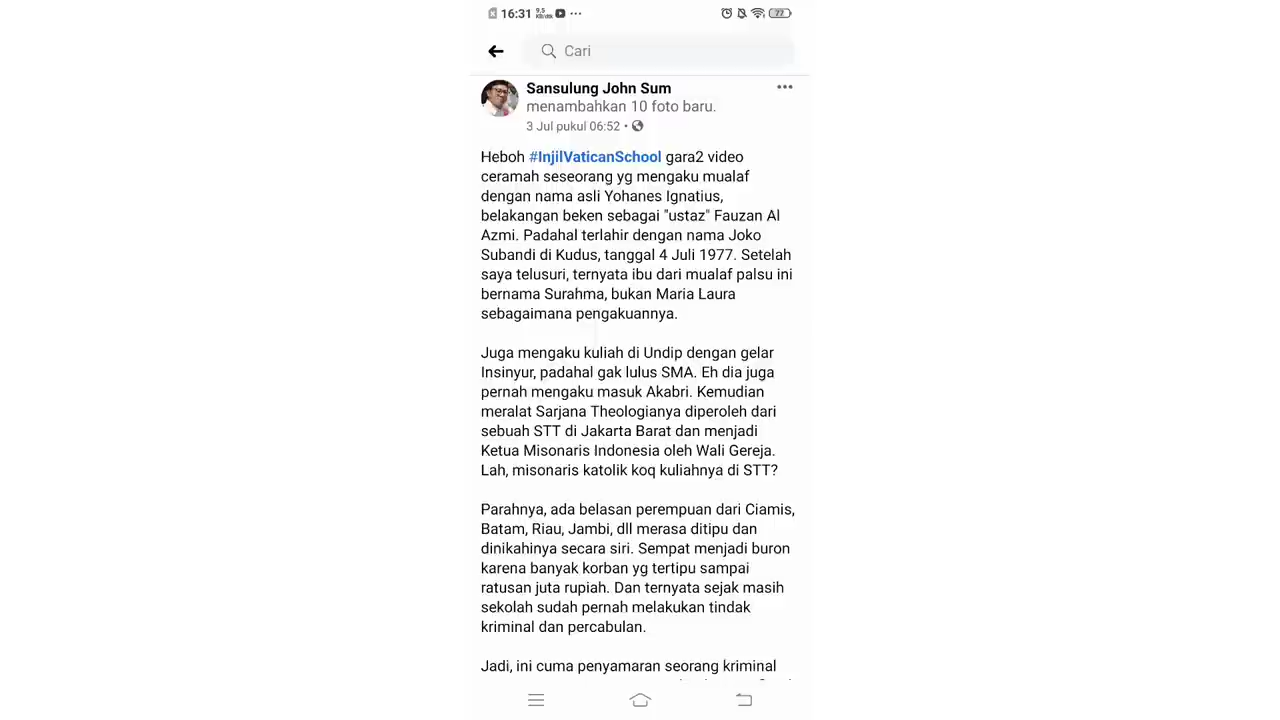 16:31 9,5 KB/dtk ···
77
Cari
Sansulung John Sum
menambahkan 10 foto baru.
3 Jul pukul 06:52 •
Heboh #InjilVaticanSchool gara2 video
ceramah seseorang yg mengaku mualaf
dengan nama asli Yohanes Ignatius,
belakangan beken sebagai "ustaz" Fauzan Al
Azmi. Padahal terlahir dengan nama Joko
Subandi di Kudus, tanggal 4 Juli 1977. Setelah
saya telusuri, ternyata ibu dari mualaf palsu ini
bernama Surahma, bukan Maria Laura
sebagaimana pengakuannya.
Juga mengaku kuliah di Undip dengan gelar
Insinyur, padahal gak lulus SMA. Eh dia juga
pernah mengaku masuk Akabri. Kemudian
meralat Sarjana Theologianya diperoleh dari
sebuah STT di Jakarta Barat dan menjadi
Ketua Misonaris Indonesia oleh Wali Gereja.
Lah, misonaris katolik koq kuliahnya di STT?
Parahnya, ada belasan perempuan dari Ciamis,
Batam, Riau, Jambi, dll merasa ditipu dan
dinikahinya secara siri. Sempat menjadi buron
karena banyak korban yg tertipu sampai
ratusan juta rupiah. Dan ternyata sejak masih
sekolah sudah pernah melakukan tindak
kriminal dan percabulan.
Jadi, ini cuma penyamaran seorang kriminal